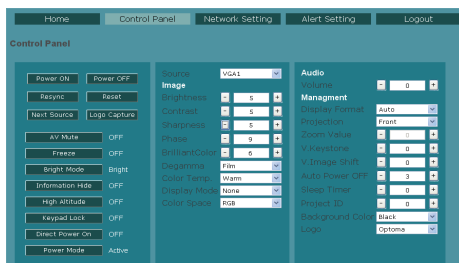 Home Control Panel Network Setting Alert Setting Logout
Control Panel
Power ON Power OFF
Resync Reset
Next Source Logo Capture
AV Mute OFF
Freeze OFF
Bright Mode Bright
Information Hide OFF
High Altitude OFF
Keypad Lock OFF
Direct Power On OFF
Power Mode Active
Source VGA1
Image
Brightness - 5 +
Contrast - 5 +
Sharpness - 5 +
Phase - 9 +
BrilliantColor - 6 +
Degamma Film
Color Temp. Warm
Display Mode None
Color Space RGB
Audio
Volume - 0 +
Managment
Display Format Auto
Projection Front
Zoom Value - 0 +
V.Keystone - 0 +
V.Image Shift - 0 +
Auto Power OFF - 3 +
Sleep Timer - 0 +
Project ID - 0 +
Background Color Black
Logo Optoma